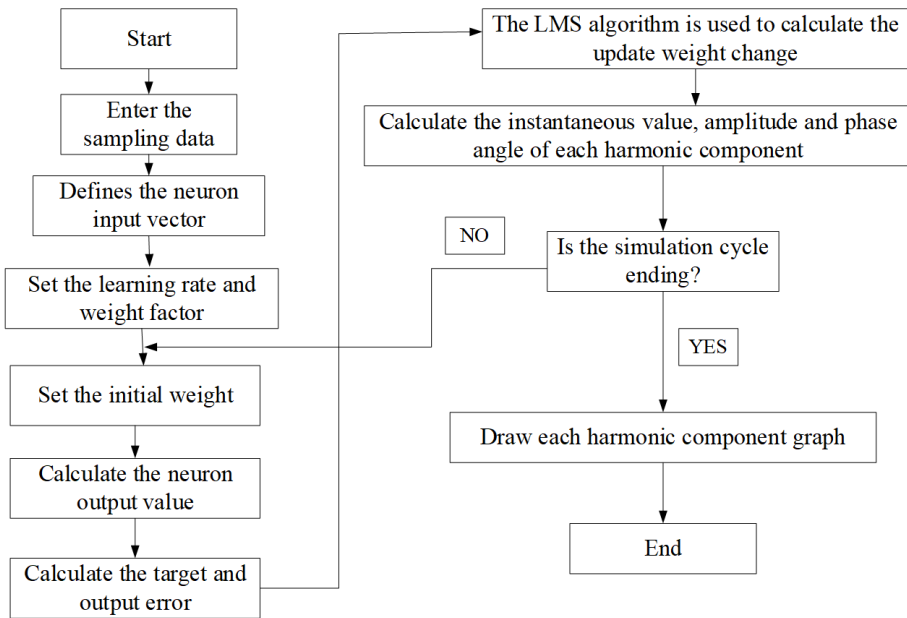 Start
Enter the
sampling data
Defines the neuron
input vector
Set the learning rate and
weight factor
Set the initial weight
Calculate the neuron
output value
Calculate the target and
output error
The LMS algorithm is used to calculate the
update weight change
Calculate the instantaneous value, amplitude and phase
angle of each harmonic component
Is the simulation cycle
ending?
NO
YES
Draw each harmonic component graph
End